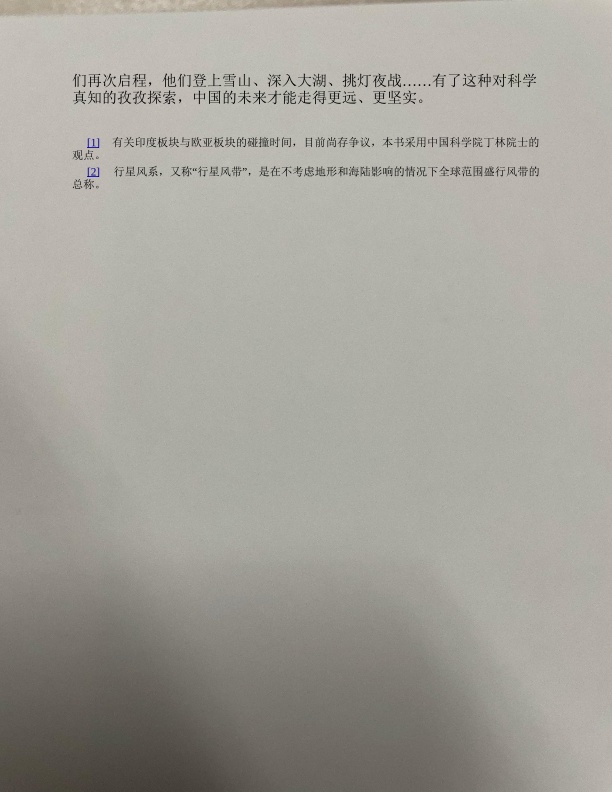 们再次启程，他们登上雪山、深入大湖、挑灯夜战……有了这种对科学
真知的孜孜探索，中国的未来才能走得更远、更坚实。
[1] 有关印度板块与欧亚板块的碰撞时间，目前尚存争议，本书采用中国科学院丁林院士的
观点。
[2] 行星风系，又称“行星风带”，是在不考虑地形和海陆影响的情况下全球范围盛行风带的
总称。